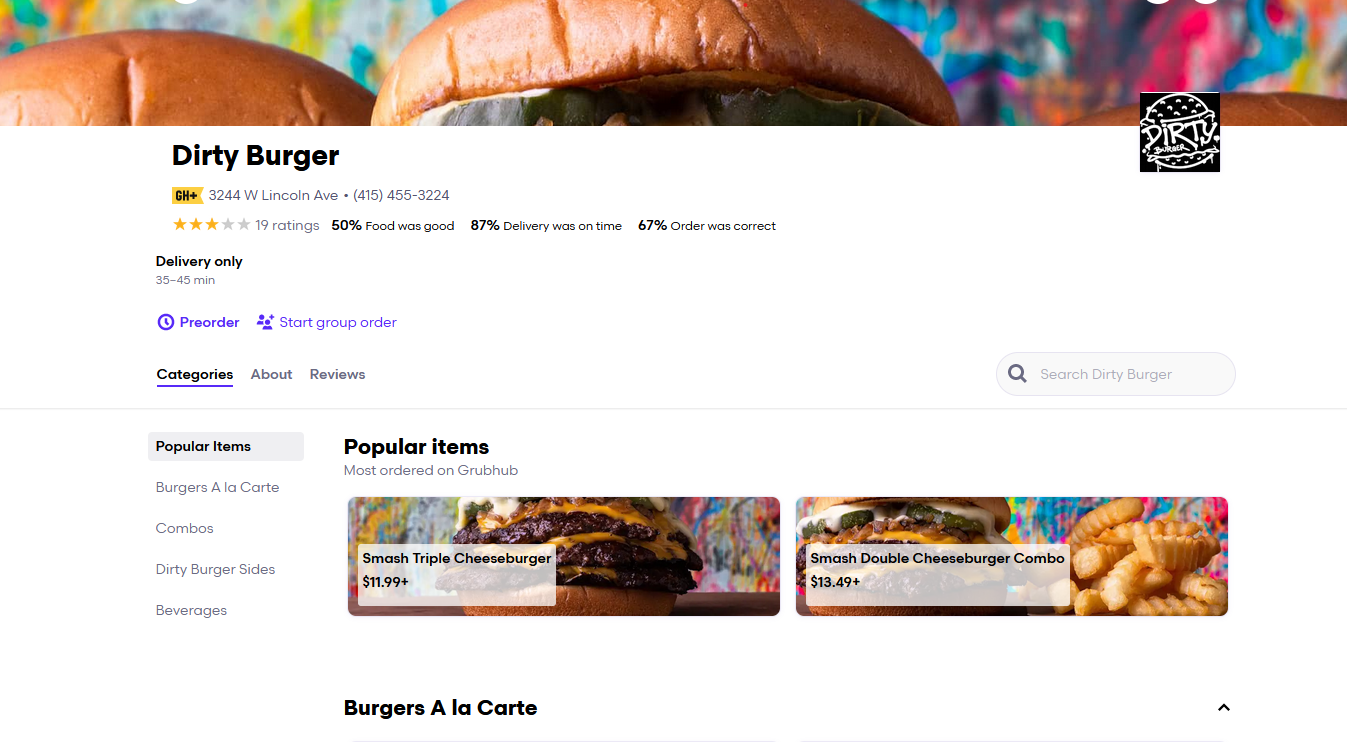 DIRTY
BURGER
Dirty Burger
GH+ 3244 W Lincoln Ave • (415) 455-3224
19 ratings 50% Food was good 87% Delivery was on time 67% Order was correct
Delivery only
35–45 min
Preorder Start group order
Categories About Reviews Search Dirty Burger
Popular Items
Burgers A la Carte
Combos
Dirty Burger Sides
Beverages
Popular items
Most ordered on Grubhub
Smash Triple Cheeseburger
$11.99+
Smash Double Cheeseburger Combo
$13.49+
Burgers A la Carte